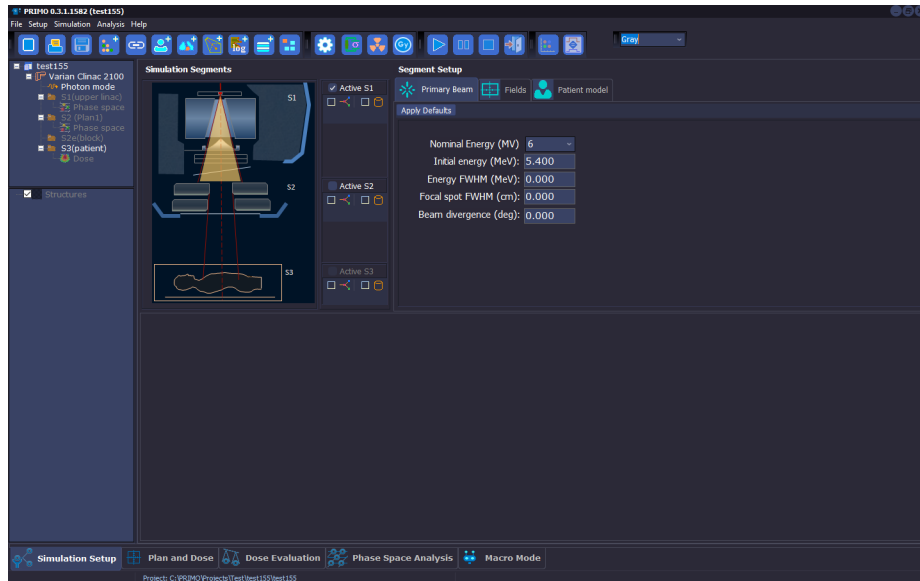 PRIMO 0.3.1.1582 (test155)
File Setup Simulation Analysis Help
log
σ
Gy
Gray
test155
Varian Clinac 2100
Photon mode
S1(upper linac)
Phase space
S2 (Plan1)
Phase space
S2e(block)
S3(patient)
Dose
Structures
Simulation Segments
S1
S2
S3
Active S1
Active S2
Active S3
Segment Setup
Primary Beam Fields Patient model
Apply Defaults
Nominal Energy (MV) 6
Initial energy (MeV): 5.400
Energy FWHM (MeV): 0.000
Focal spot FWHM (cm): 0.000
Beam divergence (deg): 0.000
Simulation Setup Plan and Dose Dose Evaluation Phase Space Analysis Macro Mode
Project: C:\PRIMO\Projects\Test\test155\test155